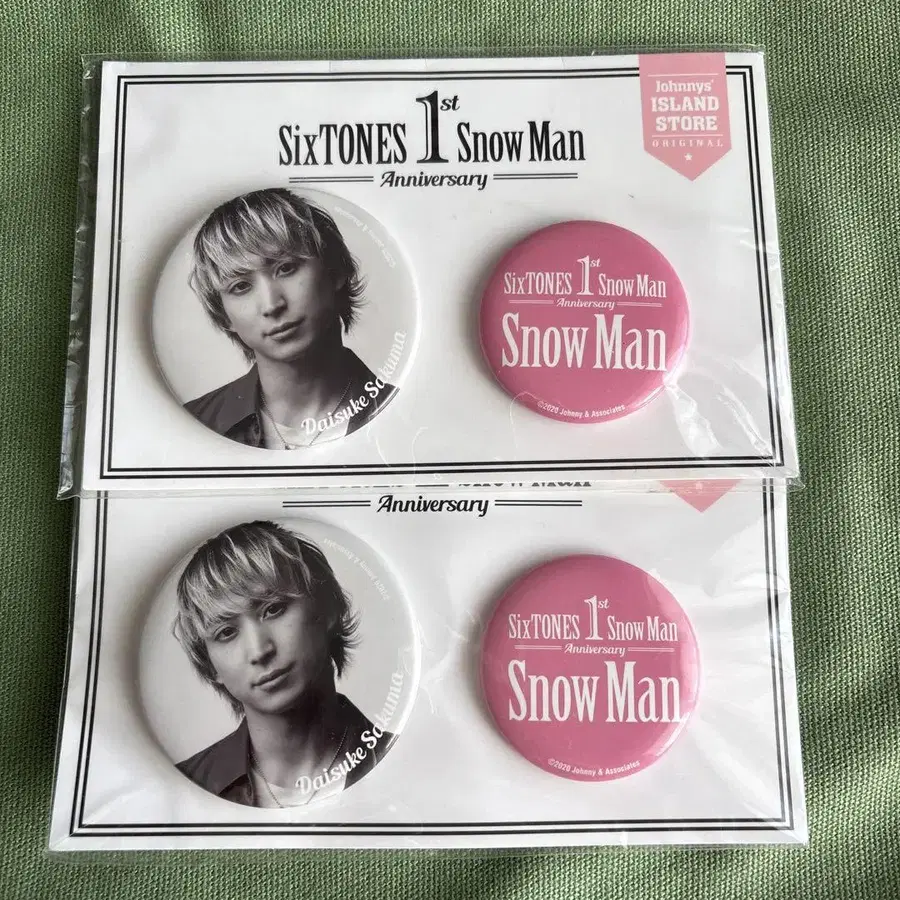 Johnnys'
ISLAND
STORE
ORIGINAL
SixTONES 1st Snow Man
Anniversary
Daisuke Sakuma
SixTONES 1st Snow Man
Anniversary
Snow Man
©2020 Johnny & Associates
Anniversary
Daisuke Sakuma
SixTONES 1st Snow Man
Anniversary
Snow Man
©2020 Johnny & Associates